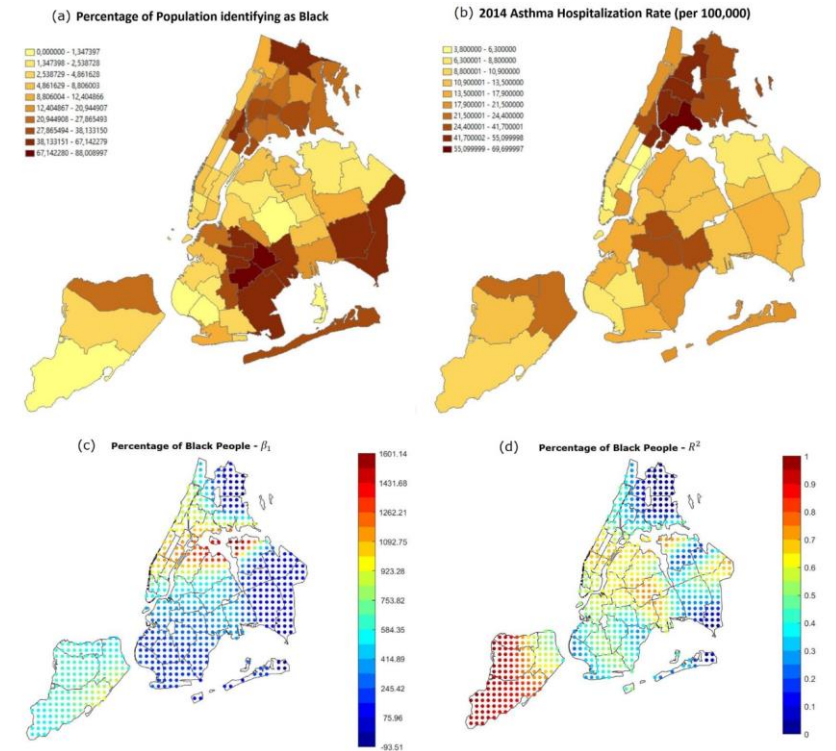 (a) Percentage of Population identifying as Black
0,000000 - 1,347397
1,347398 - 2,538728
2,538729 - 4,861628
4,861629 - 8,806003
8,806004 - 12,404866
12,404867 - 20,944907
20,944908 - 27,865493
27,865494 - 38,133150
38,133151 - 67,142279
67,142280 - 88,008997
(b) 2014 Asthma Hospitalization Rate (per 100,000)
3,800000 - 6,300000
6,300001 - 8,800000
8,800001 - 10,900000
10,900001 - 13,500000
13,500001 - 17,900000
17,900001 - 21,500000
21,500001 - 24,400000
24,400001 - 41,700001
41,700002 - 55,099998
55,099999 - 69,699997
(c) Percentage of Black People - β₁
1601.14
1431.68
1262.21
1092.75
923.28
753.82
584.35
414.89
245.42
75.96
-93.51
(d) Percentage of Black People - R²
1
0.9
0.8
0.7
0.6
0.5
0.4
0.3
0.2
0.1
0